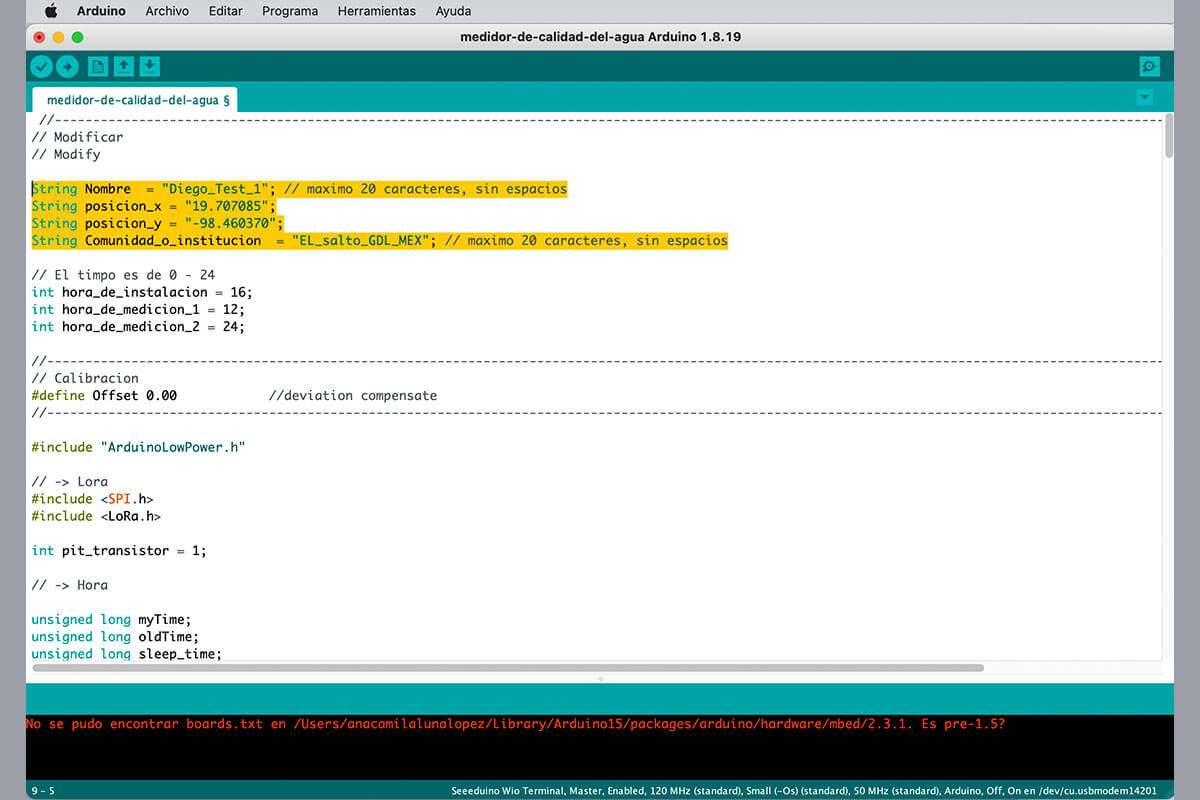 Arduino Archivo Editar Programa Herramientas Ayuda
medidor-de-calidad-del-agua Arduino 1.8.19
medidor-de-calidad-del-agua §
//------------------------------------------------------------------------------------------------------------------------------------------------
// Modificar
// Modify
String Nombre  = "Diego_Test_1"; // maximo 20 caracteres, sin espacios
String posicion_x = "19.707085";
String posicion_y = "-98.460370";
String Comunidad_o_institucion  = "EL_salto_GDL_MEX"; // maximo 20 caracteres, sin espacios
// El timpo es de 0 - 24
int hora_de_instalacion = 16;
int hora_de_medicion_1 = 12;
int hora_de_medicion_2 = 24;
//------------------------------------------------------------------------------------------------------------------------------------------------
// Calibracion
#define Offset 0.00            //deviation compensate
//------------------------------------------------------------------------------------------------------------------------------------------------
#include "ArduinoLowPower.h"
// -> Lora
#include <SPI.h>
#include <LoRa.h>
int pit_transistor = 1;
// -> Hora
unsigned long myTime;
unsigned long oldTime;
unsigned long sleep_time;
No se pudo encontrar boards.txt en /Users/anacamilalunalopez/Library/Arduino15/packages/arduino/hardware/mbed/2.3.1. Es pre-1.5?
9 - 5
Seeeduino Wio Terminal, Master, Enabled, 120 MHz (standard), Small (-Os) (standard), 50 MHz (standard), Arduino, Off, On en /dev/cu.usbmodem14201